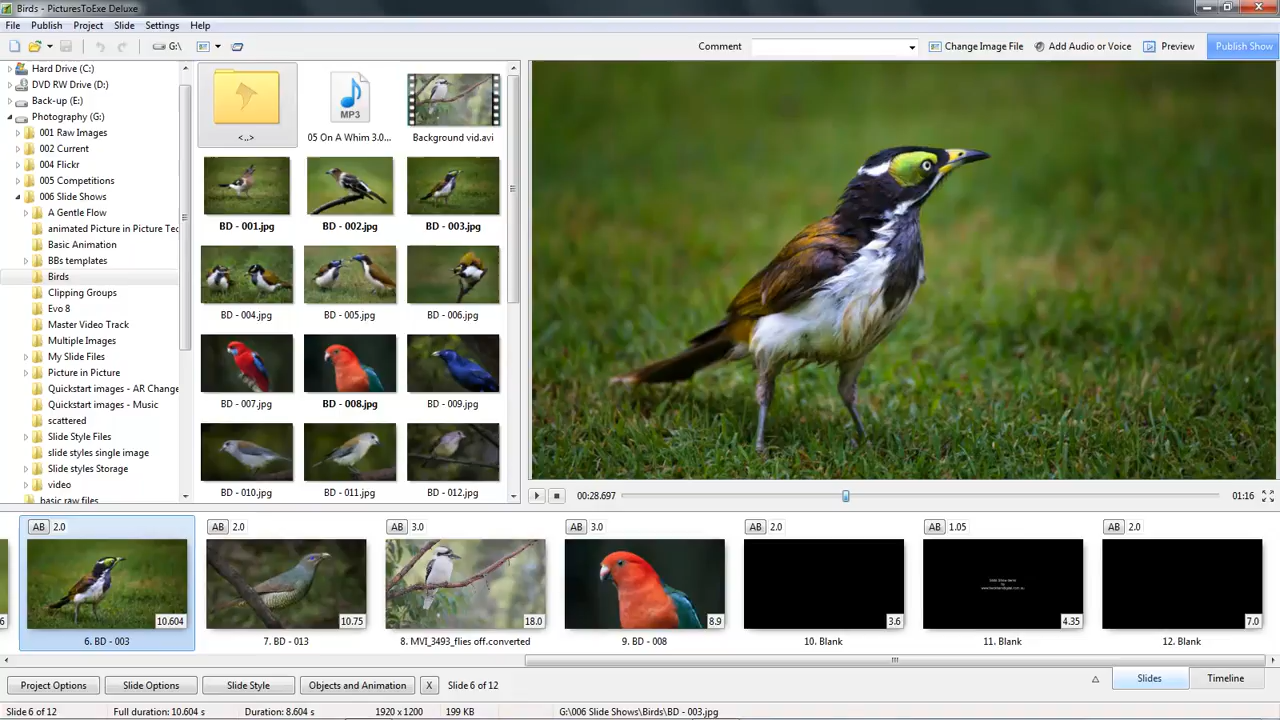 Birds - PicturesToExe Deluxe
File Publish Project Slide Settings Help
G:\ Comment Change Image File Add Audio or Voice Preview Publish Show
Hard Drive (C:)
DVD RW Drive (D:)
Back-up (E:)
Photography (G:)
001 Raw Images
002 Current
004 Flickr
005 Competitions
006 Slide Shows
A Gentle Flow
animated Picture in Picture Tec
Basic Animation
BBs templates
Birds
Clipping Groups
Evo 8
Master Video Track
Multiple Images
My Slide Files
Picture in Picture
Quickstart images - AR Change
Quickstart images - Music
scattered
Slide Style Files
slide styles single image
Slide styles Storage
video
basic raw files
MP3
<..> 05 On A Whim 3.0... Background vid.avi
BD - 001.jpg BD - 002.jpg BD - 003.jpg
BD - 004.jpg BD - 005.jpg BD - 006.jpg
BD - 007.jpg BD - 008.jpg BD - 009.jpg
BD - 010.jpg BD - 011.jpg BD - 012.jpg
00:28.697 01:16
AB 2.0 AB 2.0 AB 3.0 AB 3.0 AB 2.0 AB 1.05 AB 2.0
6 10.604 10.75 18.0 8.9 3.6 4.35 7.0
6. BD - 003 7. BD - 013 8. MVI_3493_flies off.converted 9. BD - 008 10. Blank 11. Blank 12. Blank
Project Options Slide Options Slide Style Objects and Animation X Slide 6 of 12 Slides Timeline
Slide 6 of 12 Full duration: 10.604 s Duration: 8.604 s 1920 x 1200 199 KB G:\006 Slide Shows\Birds\BD - 003.jpg